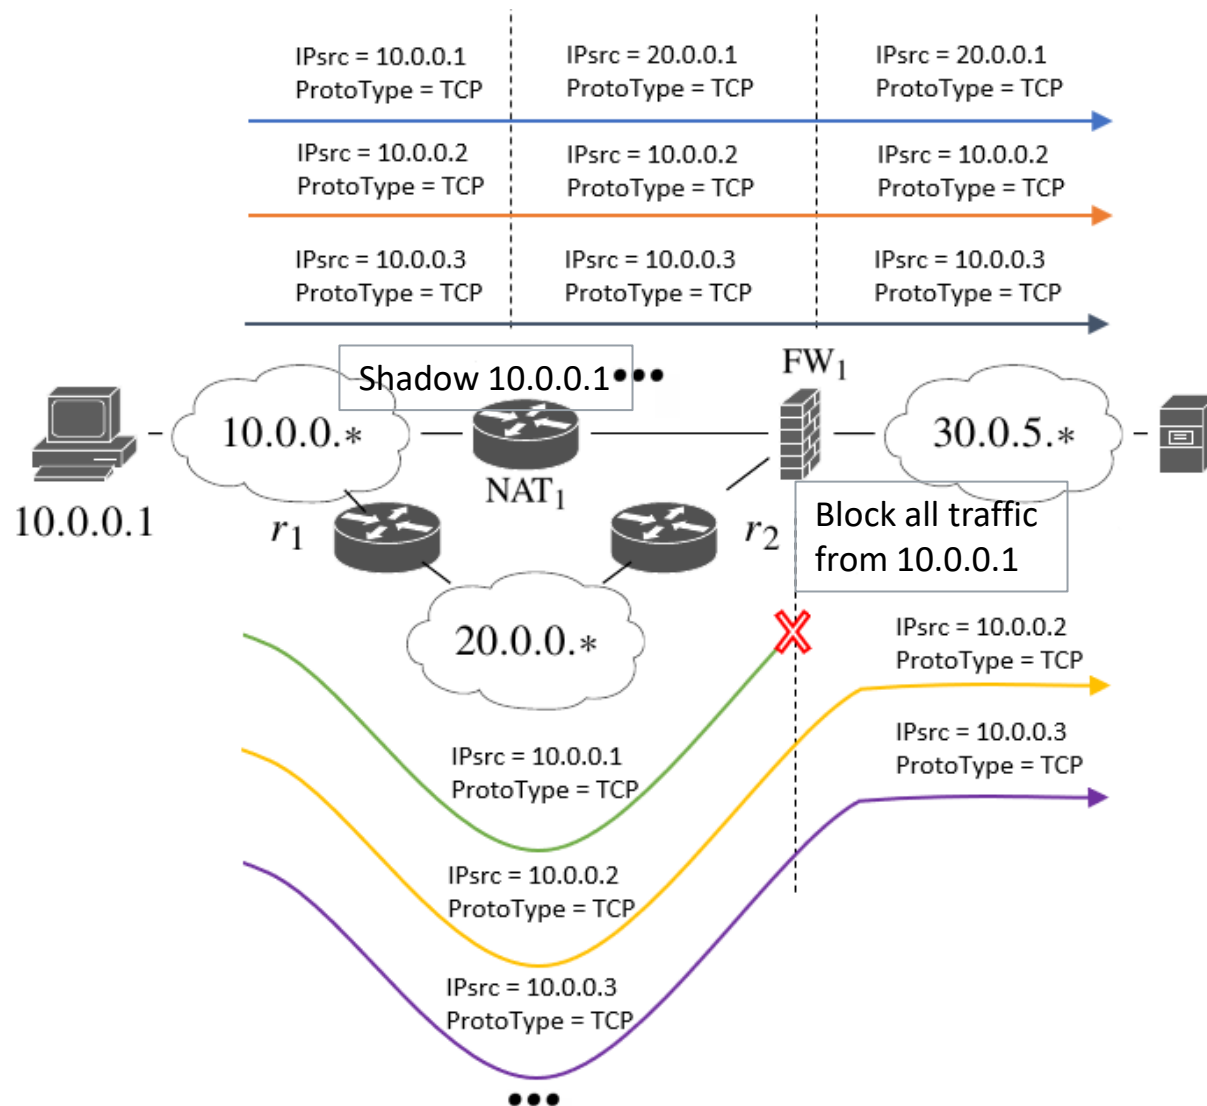 IPsrc = 10.0.0.1 IPsrc = 20.0.0.1 IPsrc = 20.0.0.1
ProtoType = TCP ProtoType = TCP ProtoType = TCP
IPsrc = 10.0.0.2 IPsrc = 10.0.0.2 IPsrc = 10.0.0.2
ProtoType = TCP ProtoType = TCP ProtoType = TCP
IPsrc = 10.0.0.3 IPsrc = 10.0.0.3 IPsrc = 10.0.0.3
ProtoType = TCP ProtoType = TCP ProtoType = TCP
Shadow 10.0.0.1 •••
FW1
10.0.0.*
30.0.5.*
NAT1
10.0.0.1
r1
r2
Block all traffic
from 10.0.0.1
20.0.0.*
IPsrc = 10.0.0.2
ProtoType = TCP
IPsrc = 10.0.0.3
ProtoType = TCP
IPsrc = 10.0.0.1
ProtoType = TCP
IPsrc = 10.0.0.2
ProtoType = TCP
IPsrc = 10.0.0.3
ProtoType = TCP
•••